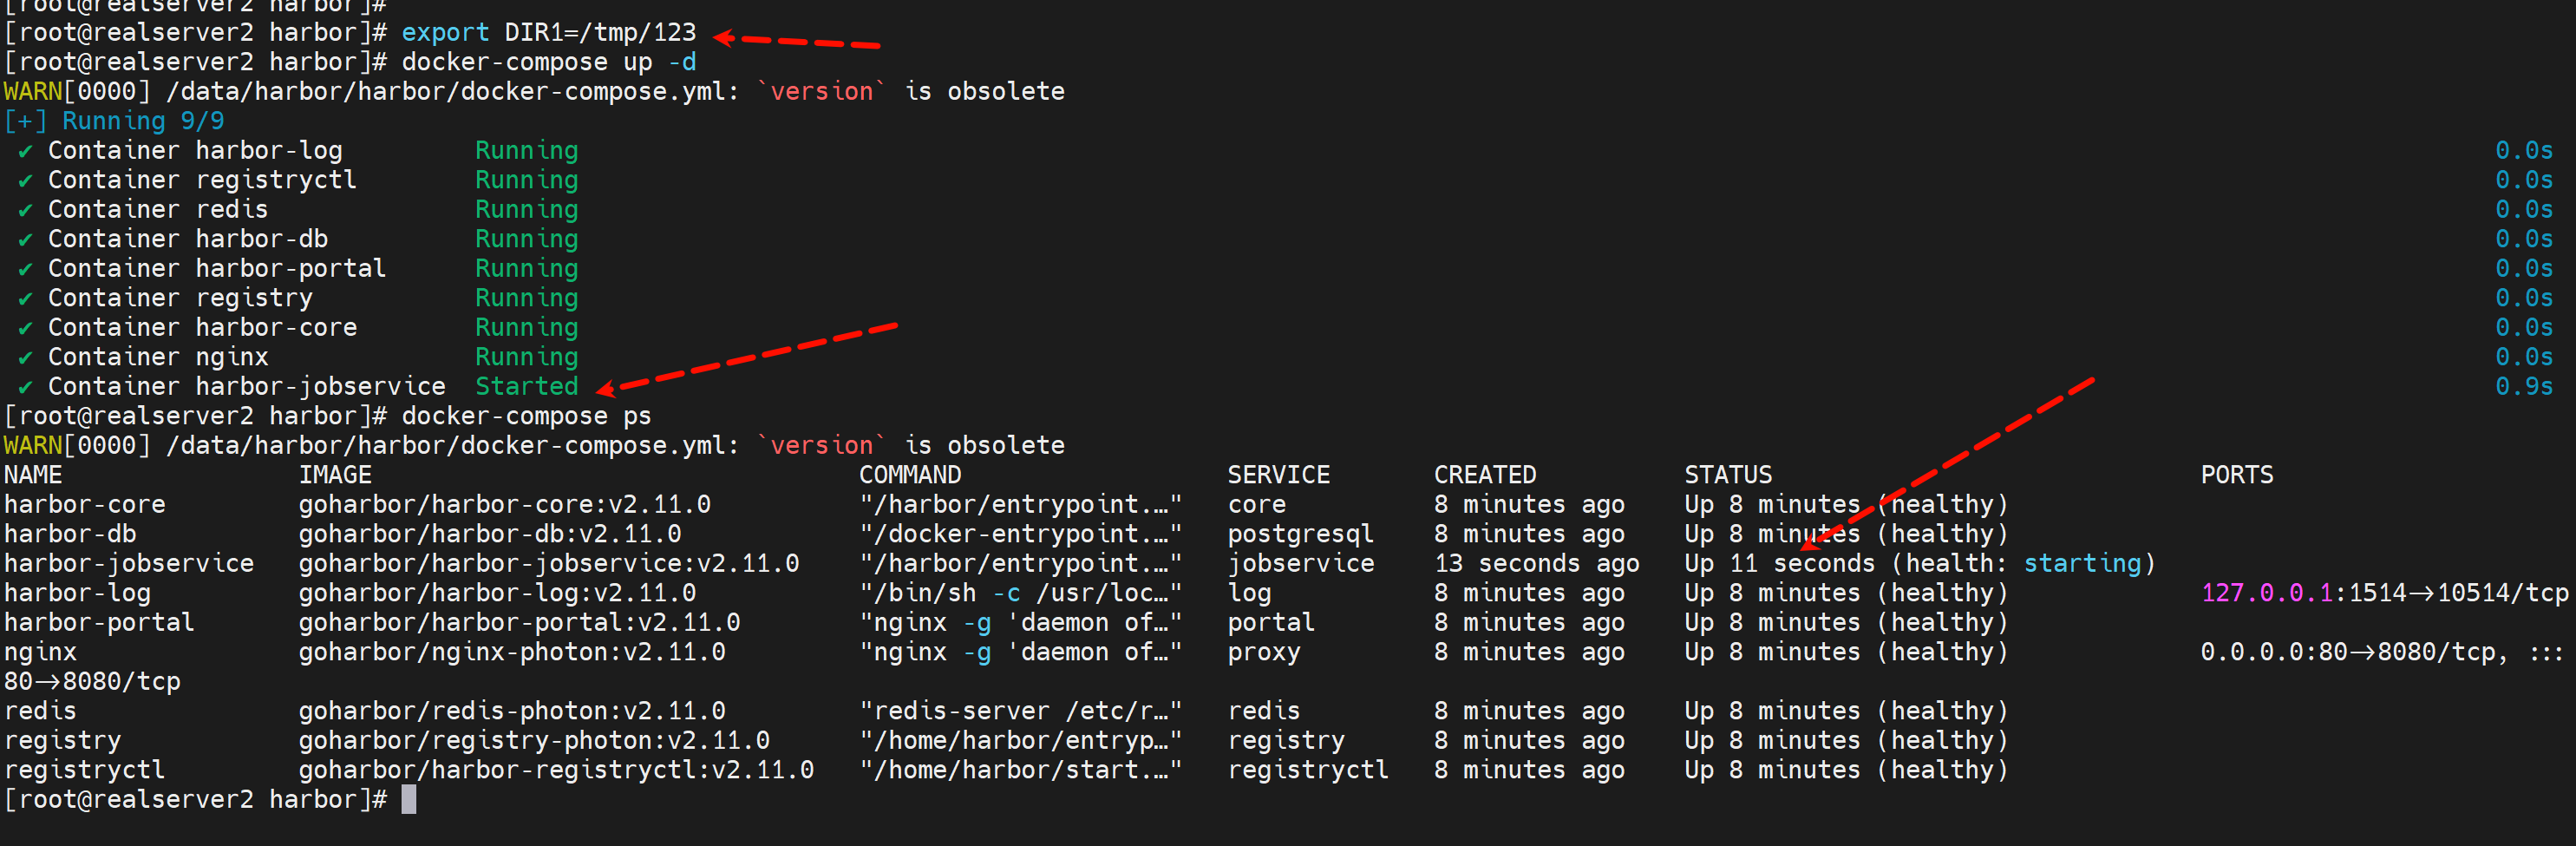 [root@realserver2 harbor]#
[root@realserver2 harbor]# export DIR1=/tmp/123
[root@realserver2 harbor]# docker-compose up -d
WARN[0000] /data/harbor/harbor/docker-compose.yml: `version` is obsolete
[+] Running 9/9
✔ Container harbor-log Running 0.0s
✔ Container registryctl Running 0.0s
✔ Container redis Running 0.0s
✔ Container harbor-db Running 0.0s
✔ Container harbor-portal Running 0.0s
✔ Container registry Running 0.0s
✔ Container harbor-core Running 0.0s
✔ Container nginx Running 0.0s
✔ Container harbor-jobservice Started 0.9s
[root@realserver2 harbor]# docker-compose ps
WARN[0000] /data/harbor/harbor/docker-compose.yml: `version` is obsolete
NAME IMAGE COMMAND SERVICE CREATED STATUS PORTS
harbor-core goharbor/harbor-core:v2.11.0 "/harbor/entrypoint.…" core 8 minutes ago Up 8 minutes (healthy)
harbor-db goharbor/harbor-db:v2.11.0 "/docker-entrypoint.…" postgresql 8 minutes ago Up 8 minutes (healthy)
harbor-jobservice goharbor/harbor-jobservice:v2.11.0 "/harbor/entrypoint.…" jobservice 13 seconds ago Up 11 seconds (health: starting)
harbor-log goharbor/harbor-log:v2.11.0 "/bin/sh -c /usr/loc…" log 8 minutes ago Up 8 minutes (healthy) 127.0.0.1:1514->10514/tcp
harbor-portal goharbor/harbor-portal:v2.11.0 "nginx -g 'daemon of…" portal 8 minutes ago Up 8 minutes (healthy)
nginx goharbor/nginx-photon:v2.11.0 "nginx -g 'daemon of…" proxy 8 minutes ago Up 8 minutes (healthy) 0.0.0.0:80->8080/tcp, :::
80->8080/tcp
redis goharbor/redis-photon:v2.11.0 "redis-server /etc/r…" redis 8 minutes ago Up 8 minutes (healthy)
registry goharbor/registry-photon:v2.11.0 "/home/harbor/entryp…" registry 8 minutes ago Up 8 minutes (healthy)
registryctl goharbor/harbor-registryctl:v2.11.0 "/home/harbor/start.…" registryctl 8 minutes ago Up 8 minutes (healthy)
[root@realserver2 harbor]#